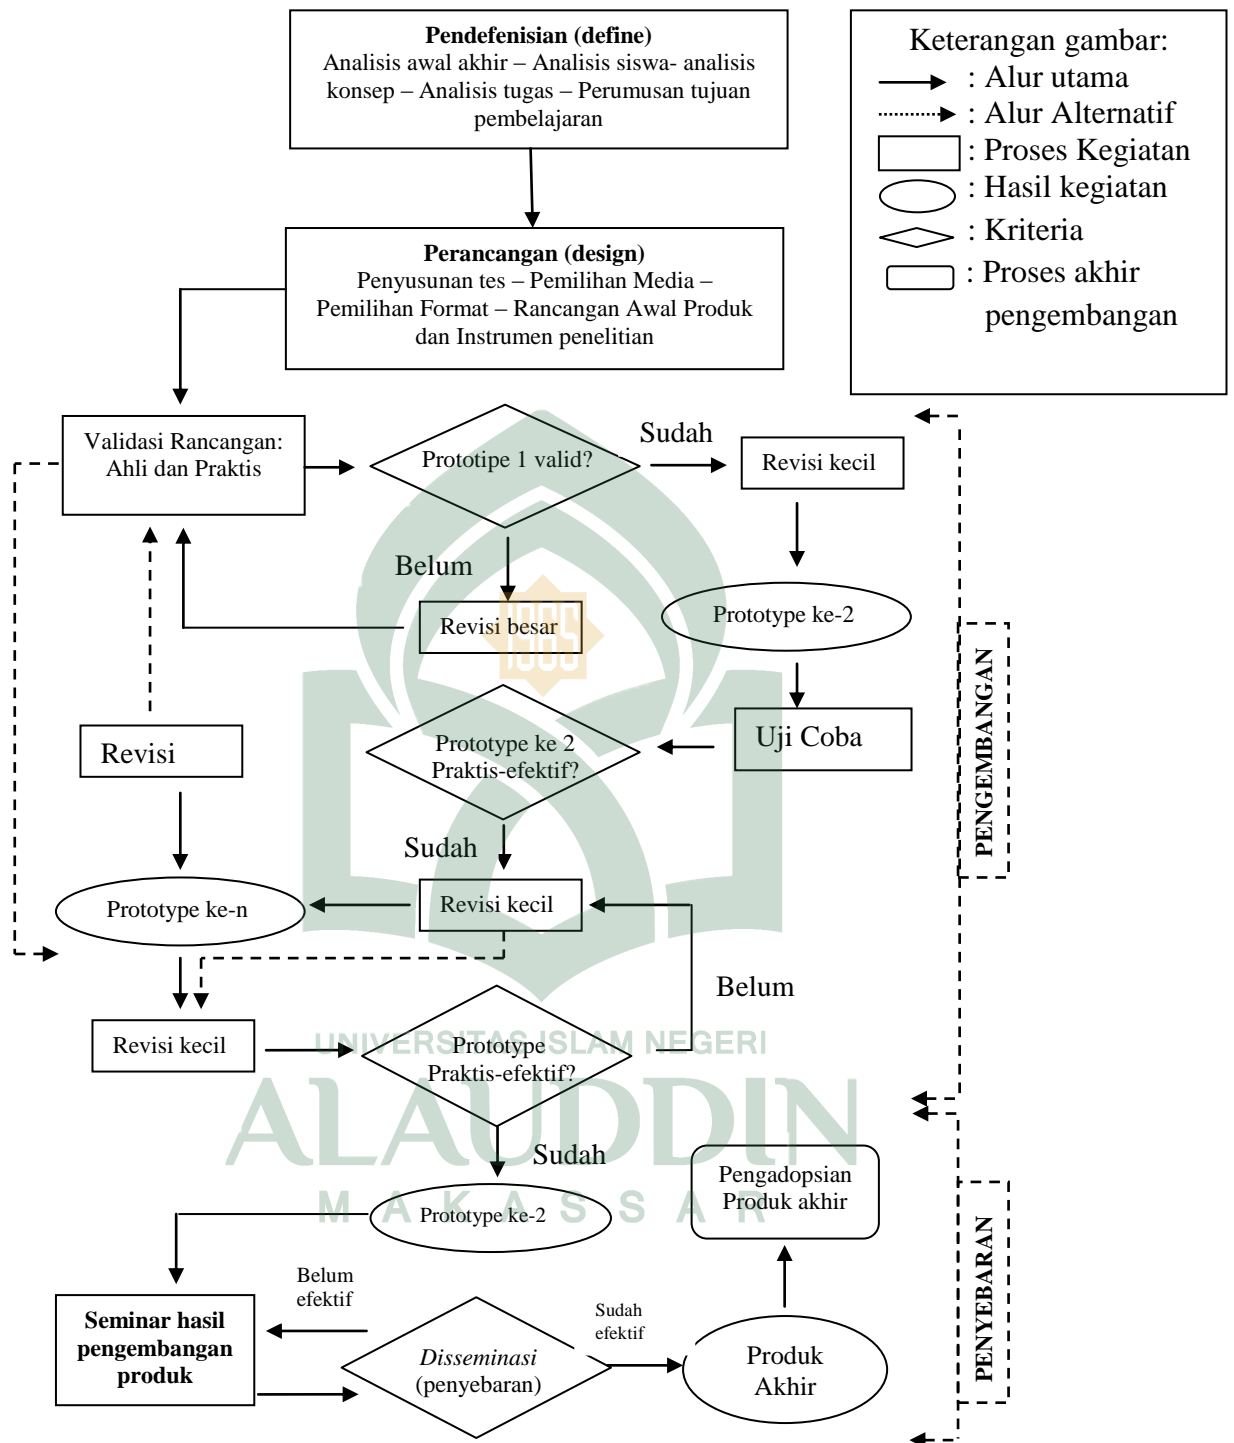 Pendefenisian (define)
Analisis awal akhir – Analisis siswa- analisis
konsep – Analisis tugas – Perumusan tujuan
pembelajaran
Keterangan gambar:
: Alur utama
: Alur Alternatif
: Proses Kegiatan
: Hasil kegiatan
: Kriteria
: Proses akhir
pengembangan
Perancangan (design)
Penyusunan tes – Pemilihan Media –
Pemilihan Format – Rancangan Awal Produk
dan Instrumen penelitian
Validasi Rancangan:
Ahli dan Praktis
Prototipe 1 valid?
Sudah
Revisi kecil
Belum
Revisi besar
1965
Prototype ke-2
PENGEMBANGAN
Revisi
Prototype ke 2
Praktis-efektif?
Uji Coba
Sudah
Prototype ke-n
Revisi kecil
Belum
Revisi kecil
Prototype
Praktis-efektif?
UNIVERSITAS ISLAM NEGERI
ALAUDDIN
MAKASSAR
Sudah
Pengadopsian
Produk akhir
Prototype ke-2
PENYEBARAN
Belum
efektif
Seminar hasil
pengembangan
produk
Disseminasi
(penyebaran)
Sudah
efektif
Produk
Akhir